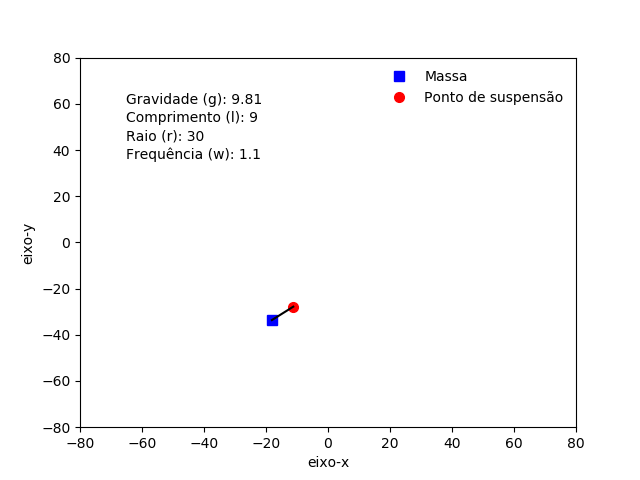 80
60
40
20
0
−20
−40
−60
−80
−80
−60
−40
−20
0
20
40
60
80
eixo-x
eixo-y
Gravidade (g): 9.81
Comprimento (l): 9
Raio (r): 30
Frequência (w): 1.1
Massa
Ponto de suspensão